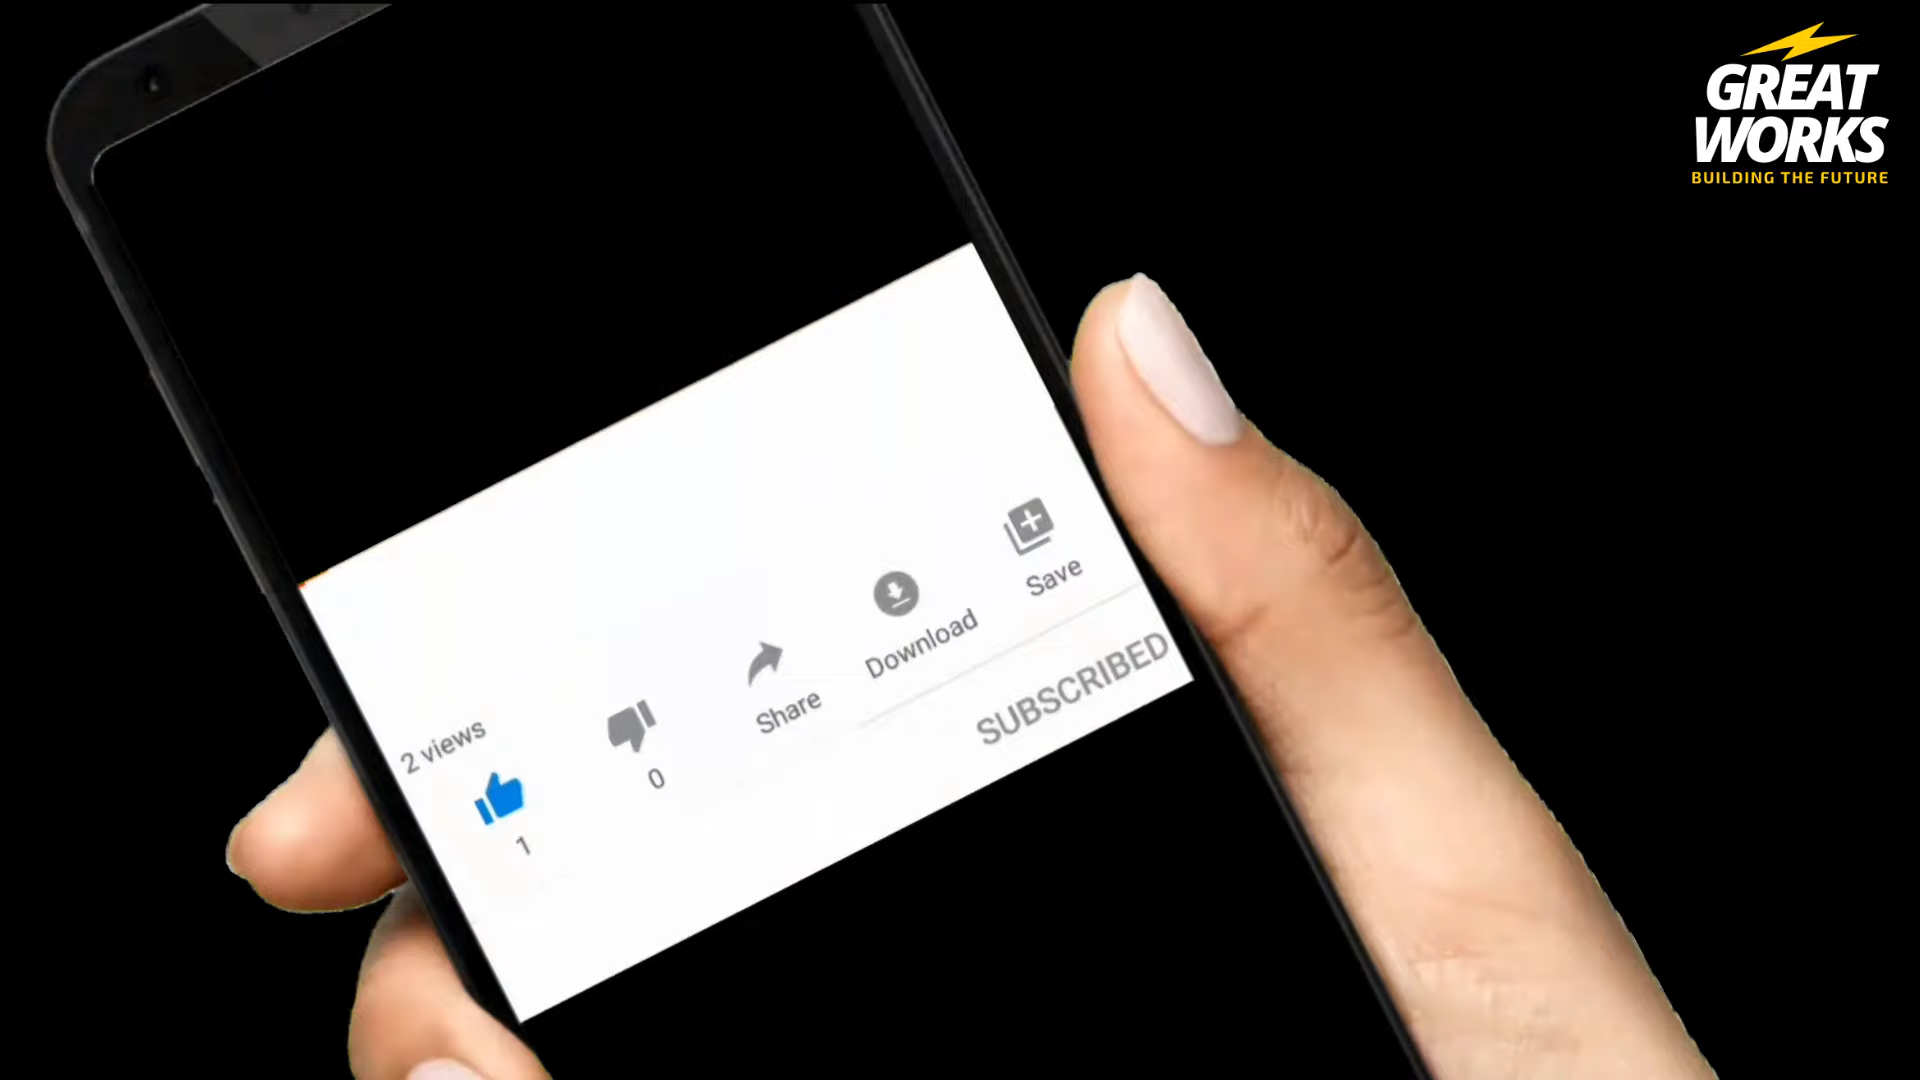 GREAT
WORKS
BUILDING THE FUTURE
2 views
1
0
Share
Download
Save
SUBSCRIBED